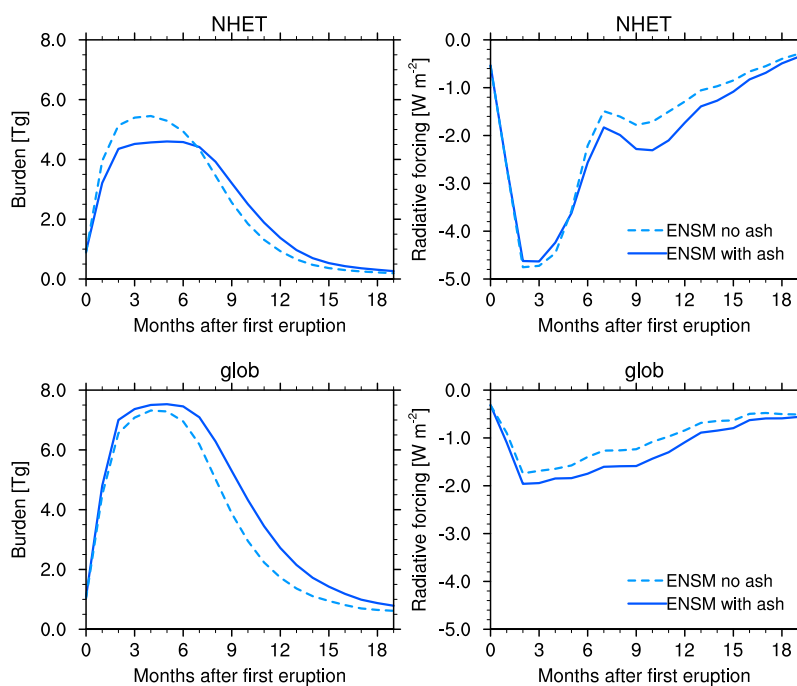 NHET
Burden [Tg]
8.0
6.0
4.0
2.0
0.0
0 3 6 9 12 15 18
Months after first eruption
NHET
Radiative forcing [W m-2]
0.0
-1.0
-2.0
-3.0
-4.0
-5.0
ENSM no ash
ENSM with ash
0 3 6 9 12 15 18
Months after first eruption
glob
Burden [Tg]
8.0
6.0
4.0
2.0
0.0
0 3 6 9 12 15 18
Months after first eruption
glob
Radiative forcing [W m-2]
0.0
-1.0
-2.0
-3.0
-4.0
-5.0
ENSM no ash
ENSM with ash
0 3 6 9 12 15 18
Months after first eruption